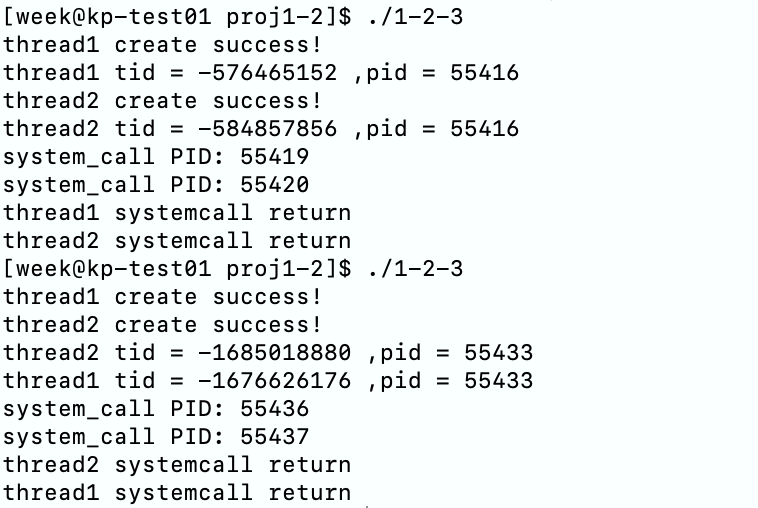 [week@kp-test01 proj1-2]$ ./1-2-3
thread1 create success!
thread1 tid = -576465152 ,pid = 55416
thread2 create success!
thread2 tid = -584857856 ,pid = 55416
system_call PID: 55419
system_call PID: 55420
thread1 systemcall return
thread2 systemcall return
[week@kp-test01 proj1-2]$ ./1-2-3
thread1 create success!
thread2 create success!
thread2 tid = -1685018880 ,pid = 55433
thread1 tid = -1676626176 ,pid = 55433
system_call PID: 55436
system_call PID: 55437
thread2 systemcall return
thread1 systemcall return